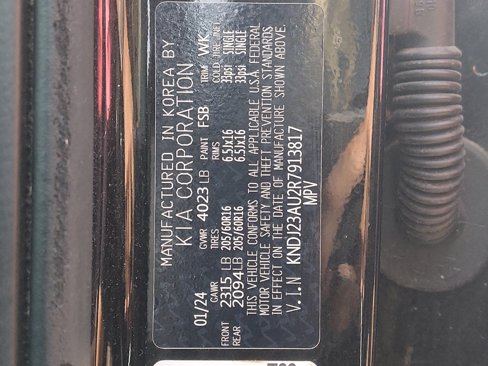 MANUFACTURED IN KOREA BY
KIA CORPORATION
01/24 GVWR 4023 LB PAINT FSB TRIM WK
GAWR TIRES RIMS COLD TIRE INFL
FRONT 2315 LB 205/60R16 6.5Jx16 33psi SINGLE
REAR 2094 LB 205/60R16 6.5Jx16 33psi SINGLE
THIS VEHICLE CONFORMS TO ALL APPLICABLE U.S.A FEDERAL
MOTOR VEHICLE SAFETY AND THEFT PREVENTION STANDARDS
IN EFFECT ON THE DATE OF MANUFACTURE SHOWN ABOVE.
V.I.N KNDJ23AU2R7913817
MPV